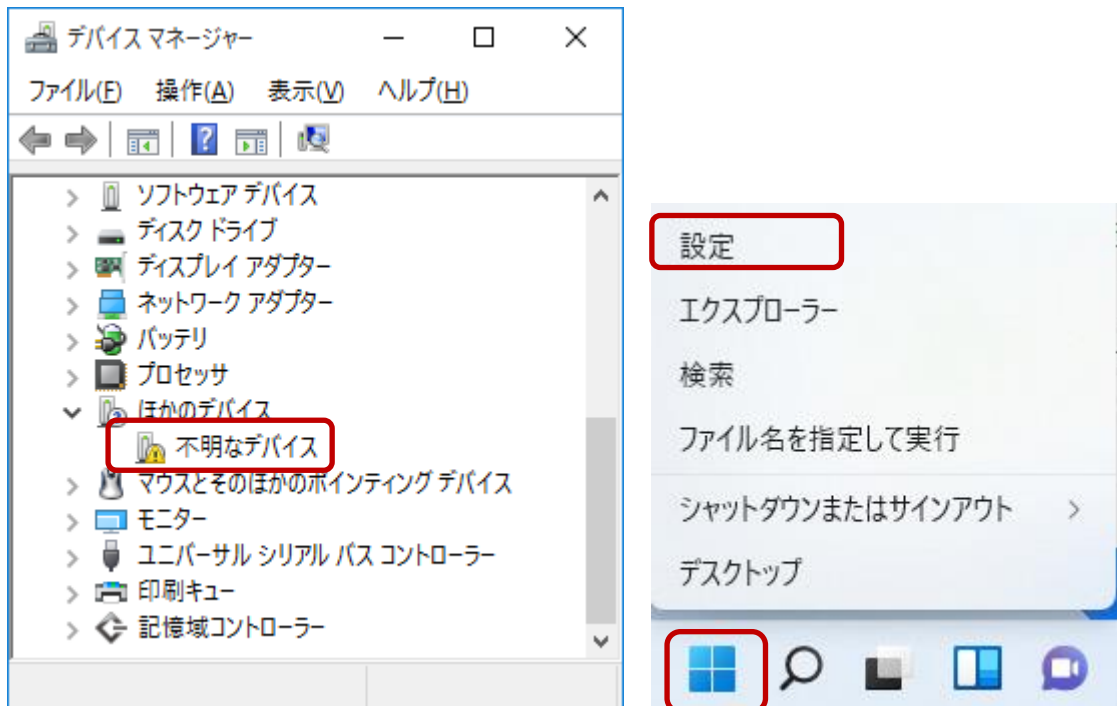 デバイス マネージャー
ファイル(F) 操作(A) 表示(V) ヘルプ(H)
ソフトウェア デバイス
ディスク ドライブ
ディスプレイ アダプター
ネットワーク アダプター
バッテリ
プロセッサ
ほかのデバイス
不明なデバイス
マウスとそのほかのポインティング デバイス
モニター
ユニバーサル シリアル バス コントローラー
印刷キュー
記憶域コントローラー
設定
エクスプローラー
検索
ファイル名を指定して実行
シャットダウンまたはサインアウト
デスクトップ